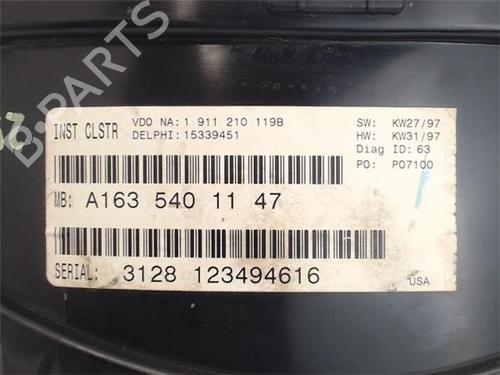 INST CLSTR
VDO NA: 1 911 210 119B
DELPHI: 15339451
SW: KW27/97
HW: KW31/97
Diag ID: 63
PO: P07100
MB: A163 540 11 47
SERIAL: 3128 123494616
USA
B-PARTS